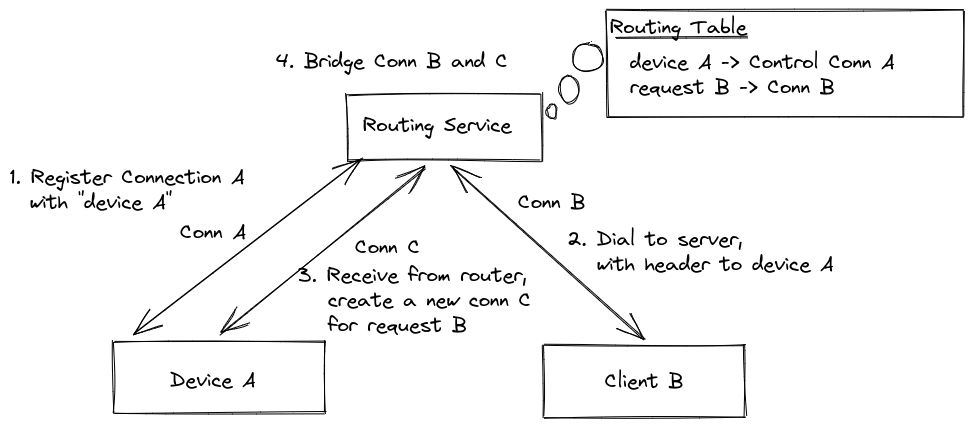 Routing Table
device A -> Control Conn A
request B -> Conn B
4. Bridge Conn B and C
Routing Service
1. Register Connection A
with "device A"
Conn A
Conn B
2. Dial to server,
with header to device A
Conn C
3. Receive from router,
create a new conn C
for request B
Device A
Client B